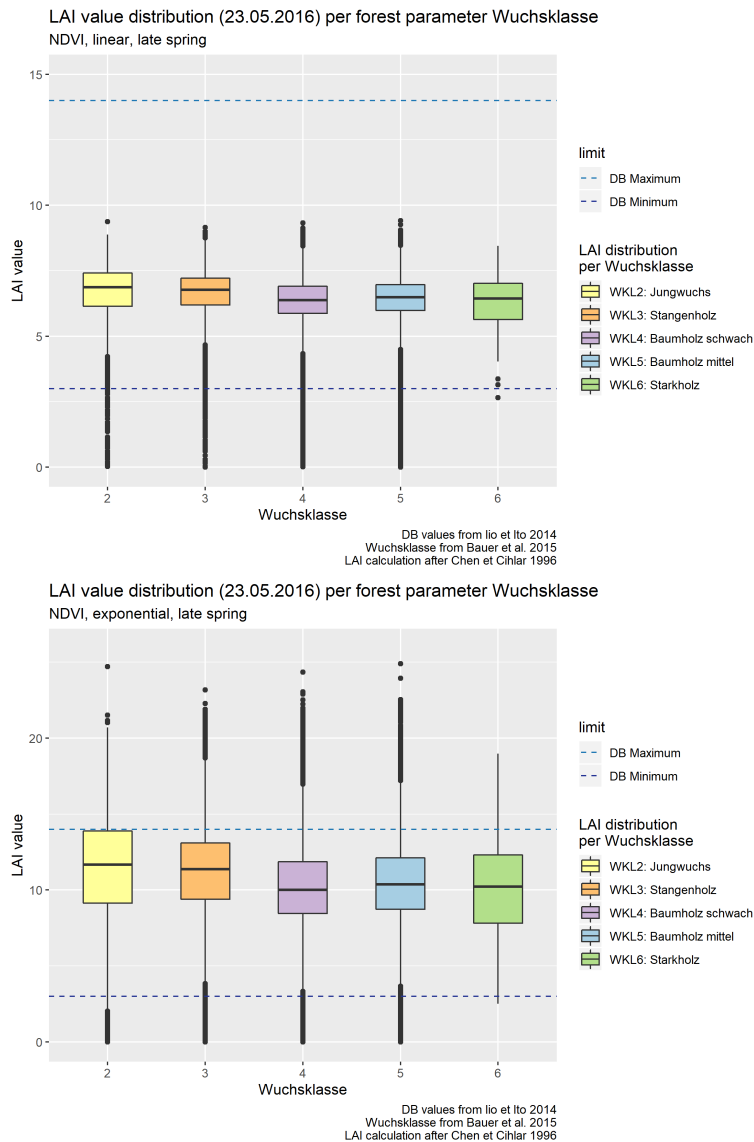 LAI value distribution (23.05.2016) per forest parameter Wuchsklasse
NDVI, linear, late spring
15
10
5
0
LAI value
2 3 4 5 6
Wuchsklasse
limit
DB Maximum
DB Minimum
LAI distribution
per Wuchsklasse
WKL2: Jungwuchs
WKL3: Stangenholz
WKL4: Baumholz schwach
WKL5: Baumholz mittel
WKL6: Starkholz
DB values from Iio et Ito 2014
Wuchsklasse from Bauer et al. 2015
LAI calculation after Chen et Cihlar 1996
LAI value distribution (23.05.2016) per forest parameter Wuchsklasse
NDVI, exponential, late spring
20
10
0
LAI value
2 3 4 5 6
Wuchsklasse
limit
DB Maximum
DB Minimum
LAI distribution
per Wuchsklasse
WKL2: Jungwuchs
WKL3: Stangenholz
WKL4: Baumholz schwach
WKL5: Baumholz mittel
WKL6: Starkholz
DB values from Iio et Ito 2014
Wuchsklasse from Bauer et al. 2015
LAI calculation after Chen et Cihlar 1996